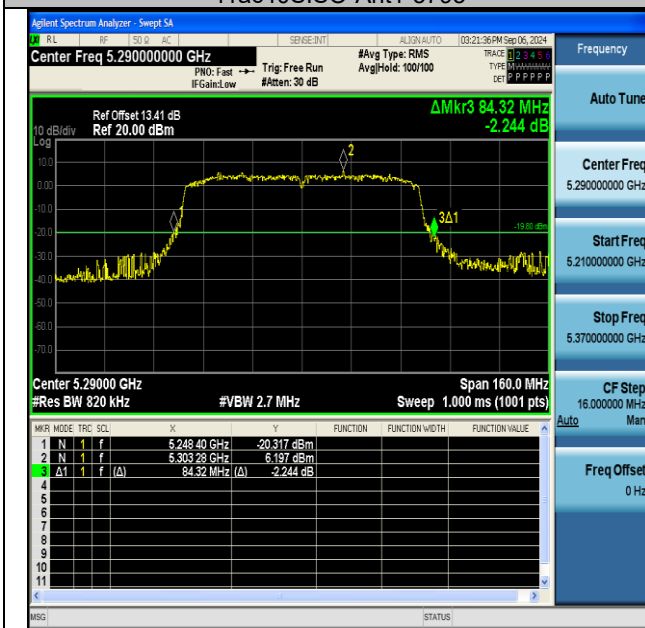 Agilent Spectrum Analyzer - Swept SA
RL RF 50 Ω AC SENSE:INT ALIGN AUTO 03:21:36 PM Sep 06, 2024
Center Freq 5.290000000 GHz
PNO: Fast
IFGain:Low
Trig: Free Run
#Atten: 30 dB
#Avg Type: RMS
Avg|Hold: 100/100
TRACE 1 2 3 4 5 6
TYPE
DET P P P P P P
ΔMkr3 84.32 MHz
-2.244 dB
Ref Offset 13.41 dB
10 dB/div Ref 20.00 dBm
Log
10.0
0.00
-10.0
-20.0
-30.0
-40.0
-50.0
-60.0
-70.0
2
3Δ1
-19.80 dBm
Center 5.29000 GHz
Span 160.0 MHz
#Res BW 820 kHz
#VBW 2.7 MHz
Sweep 1.000 ms (1001 pts)
MKR MODE TRC SCL X Y FUNCTION FUNCTION WIDTH FUNCTION VALUE
1 N 1 f 5.248 40 GHz -20.317 dBm
2 N 1 f 5.303 28 GHz 6.197 dBm
3 Δ1 1 f (Δ) 84.32 MHz (Δ) -2.244 dB
4
5
6
7
8
9
10
11
MSG STATUS
Frequency
Auto Tune
Center Freq
5.290000000 GHz
Start Freq
5.210000000 GHz
Stop Freq
5.370000000 GHz
CF Step
16.000000 MHz
Auto Man
Freq Offset
0 Hz